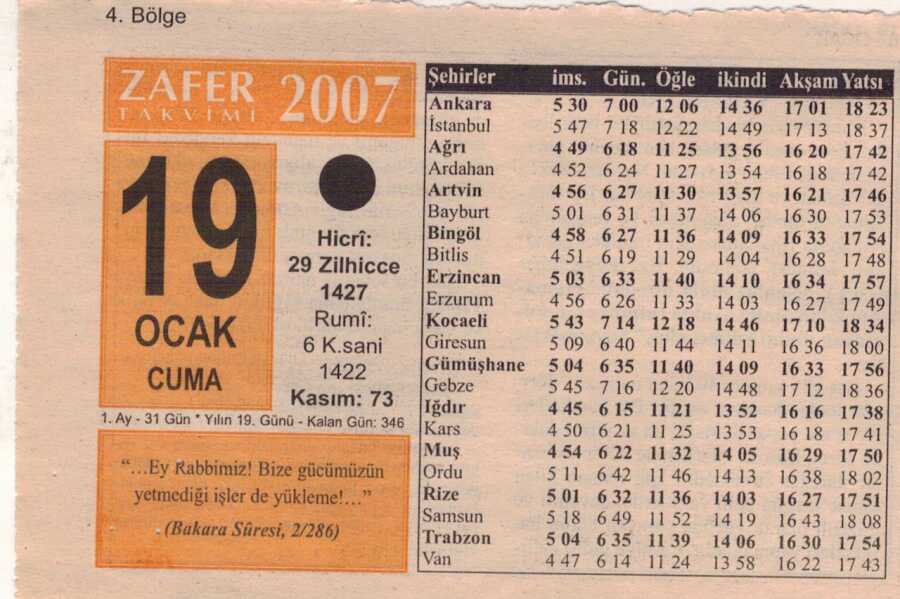 4. Bölge
ZAFER
TAKVİMİ
2007
19
OCAK
CUMA
Hicrî:
29 Zilhicce
1427
Rumî:
6 K.sani
1422
Kasım: 73
1. Ay - 31 Gün * Yılın 19. Günü - Kalan Gün: 346
“…Ey Rabbimiz! Bize gücümüzün
yetmediği işler de yükleme!…”
(Bakara Sûresi, 2/286)
Şehirler ims. Gün. Öğle ikindi Akşam Yatsı
Ankara 5 30 7 00 12 06 14 36 17 01 18 23
İstanbul 5 47 7 18 12 22 14 49 17 13 18 37
Ağrı 4 49 6 18 11 25 13 56 16 20 17 42
Ardahan 4 52 6 24 11 27 13 54 16 18 17 42
Artvin 4 56 6 27 11 30 13 57 16 21 17 46
Bayburt 5 01 6 31 11 37 14 06 16 30 17 53
Bingöl 4 58 6 27 11 36 14 09 16 33 17 54
Bitlis 4 51 6 19 11 29 14 04 16 28 17 48
Erzincan 5 03 6 33 11 40 14 10 16 34 17 57
Erzurum 4 56 6 26 11 33 14 03 16 27 17 49
Kocaeli 5 43 7 14 12 18 14 46 17 10 18 34
Giresun 5 09 6 40 11 44 14 11 16 36 18 00
Gümüşhane 5 04 6 35 11 40 14 09 16 33 17 56
Gebze 5 45 7 16 12 20 14 48 17 12 18 36
Iğdır 4 45 6 15 11 21 13 52 16 16 17 38
Kars 4 50 6 21 11 25 13 53 16 18 17 41
Muş 4 54 6 22 11 32 14 05 16 29 17 50
Ordu 5 11 6 42 11 46 14 13 16 38 18 02
Rize 5 01 6 32 11 36 14 03 16 27 17 51
Samsun 5 18 6 49 11 52 14 19 16 43 18 08
Trabzon 5 04 6 35 11 39 14 06 16 30 17 54
Van 4 47 6 14 11 24 13 58 16 22 17 43